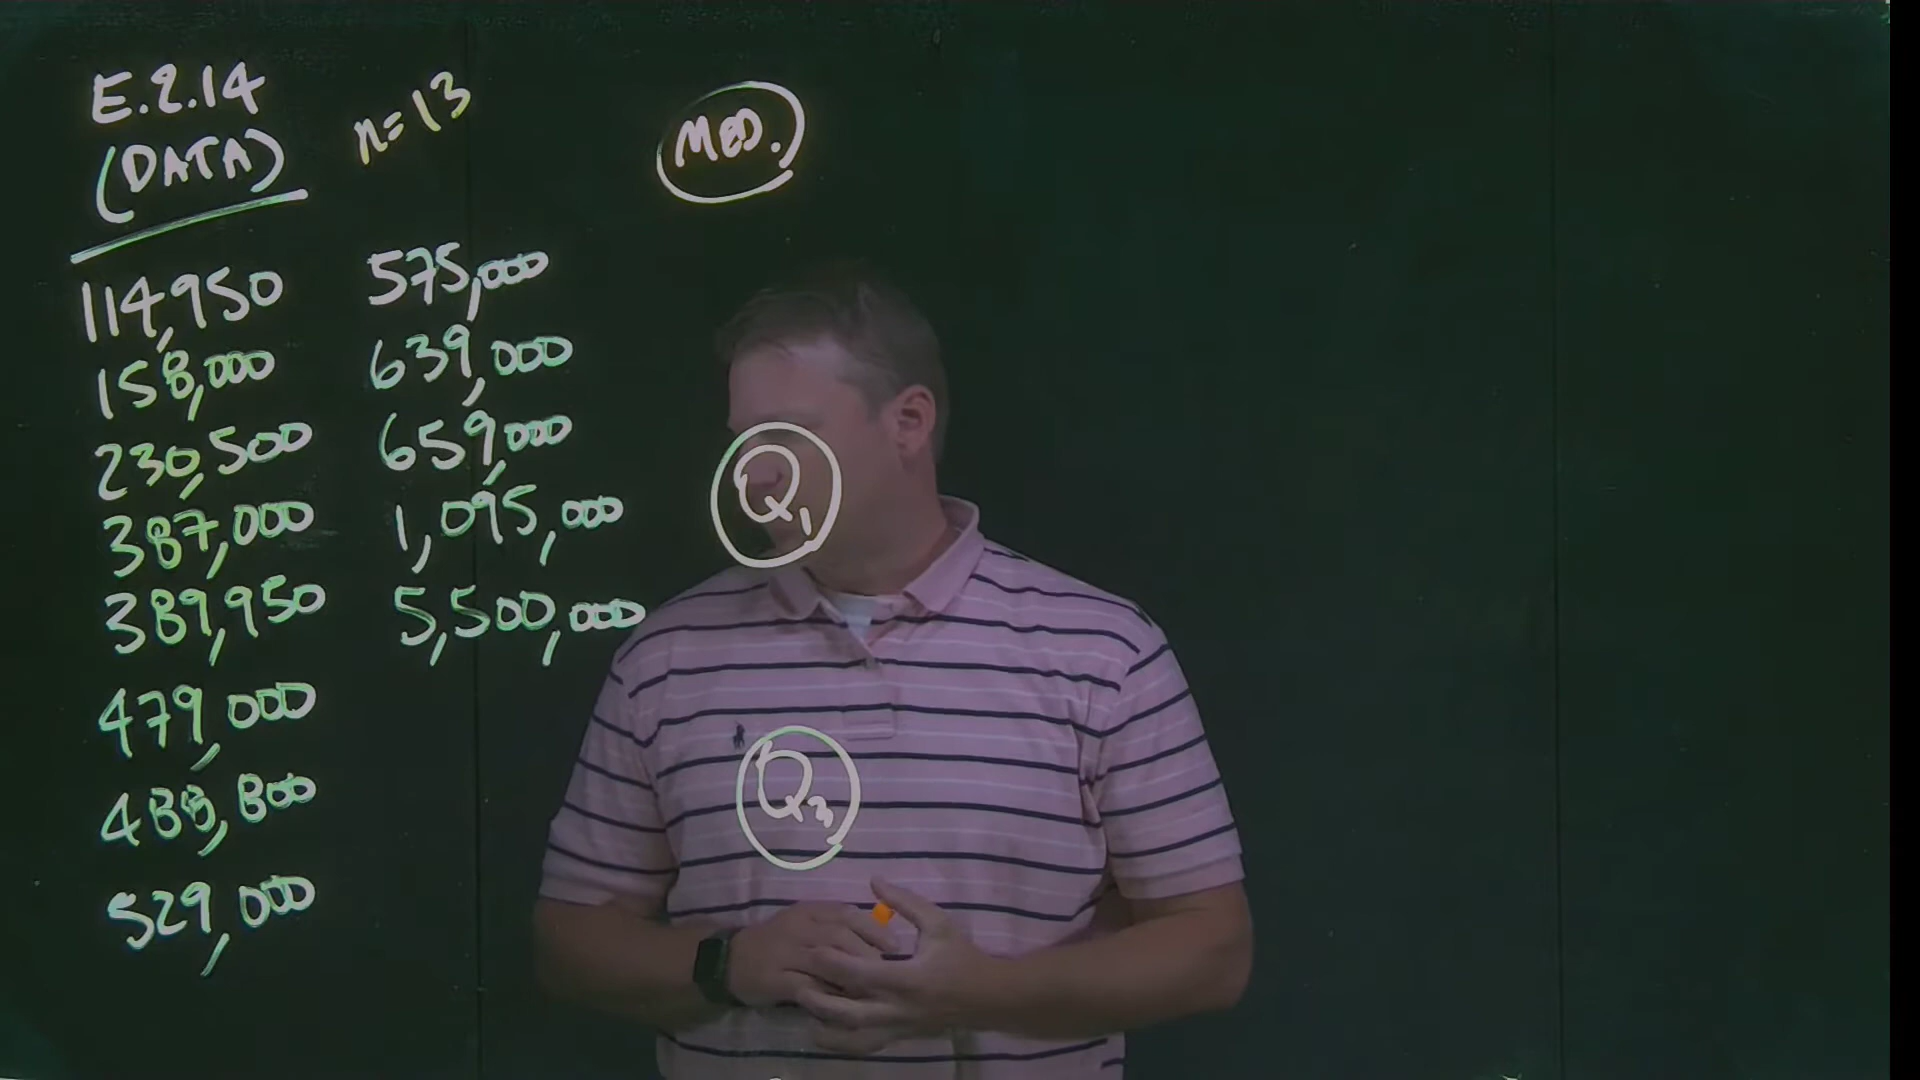 E.2.14
(DATA)
n=13
114,950
158,000
230,500
387,000
389,950
479,000
488,800
529,000
575,000
639,000
659,000
1,095,000
5,500,000
MED.
Q1
Q3